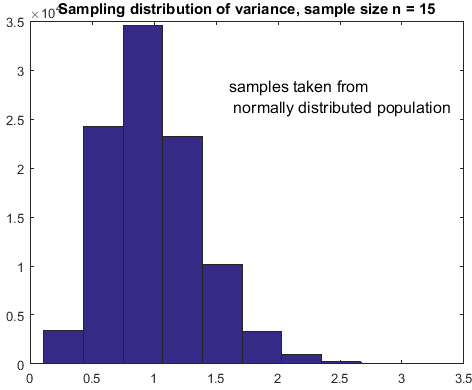 ×10 Sampling distribution of variance, sample size n = 15
3.5
samples taken from
3
normally distributed population
2.5
2
1.5
1
0.5
0
0 0.5 1 1.5 2 2.5 3 3.5